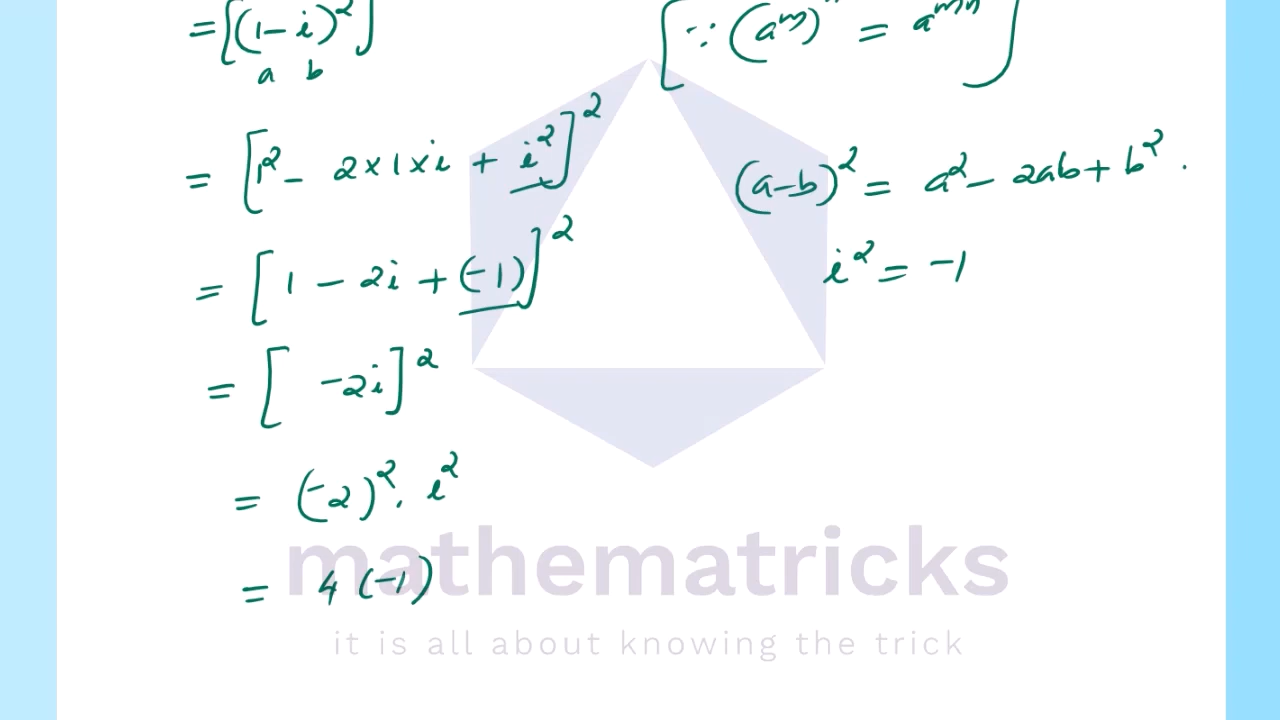 = [(1 - i)²]
a b
[∵ (aᵐ)ⁿ = aᵐⁿ]
= [1² - 2×1×i + i²]²
(a-b)² = a² - 2ab + b².
= [1 - 2i + (-1)]²
i² = -1
= [ -2i]²
= (-2)². i²
= 4 (-1)
mathematricks
it is all about knowing the trick